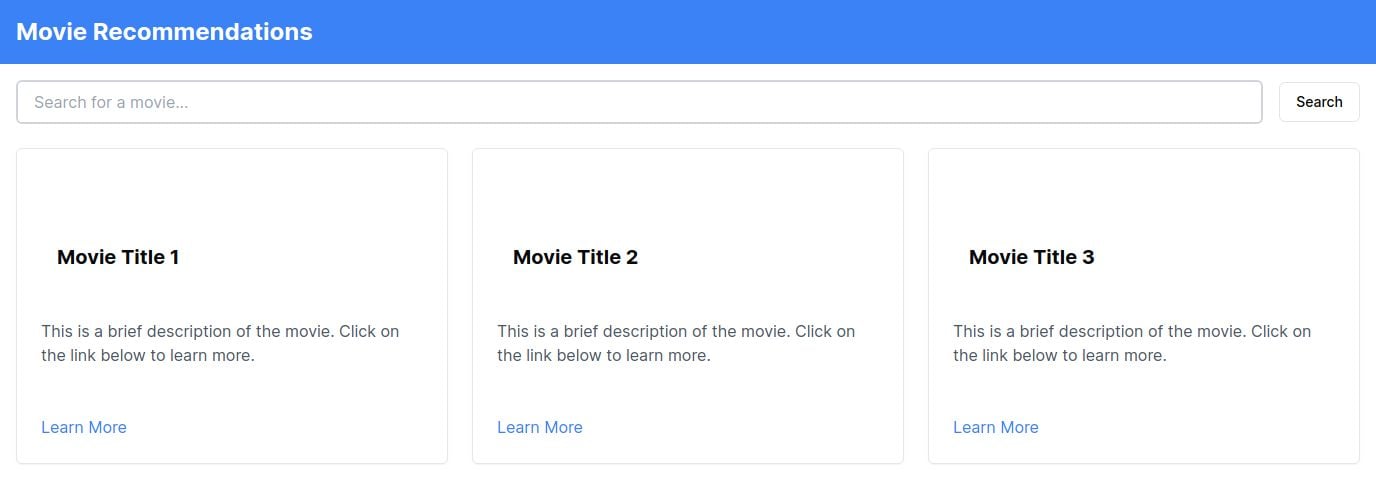 Movie Recommendations
Search for a movie...
Search
Movie Title 1
This is a brief description of the movie. Click on
the link below to learn more.
Learn More
Movie Title 2
This is a brief description of the movie. Click on
the link below to learn more.
Learn More
Movie Title 3
This is a brief description of the movie. Click on
the link below to learn more.
Learn More